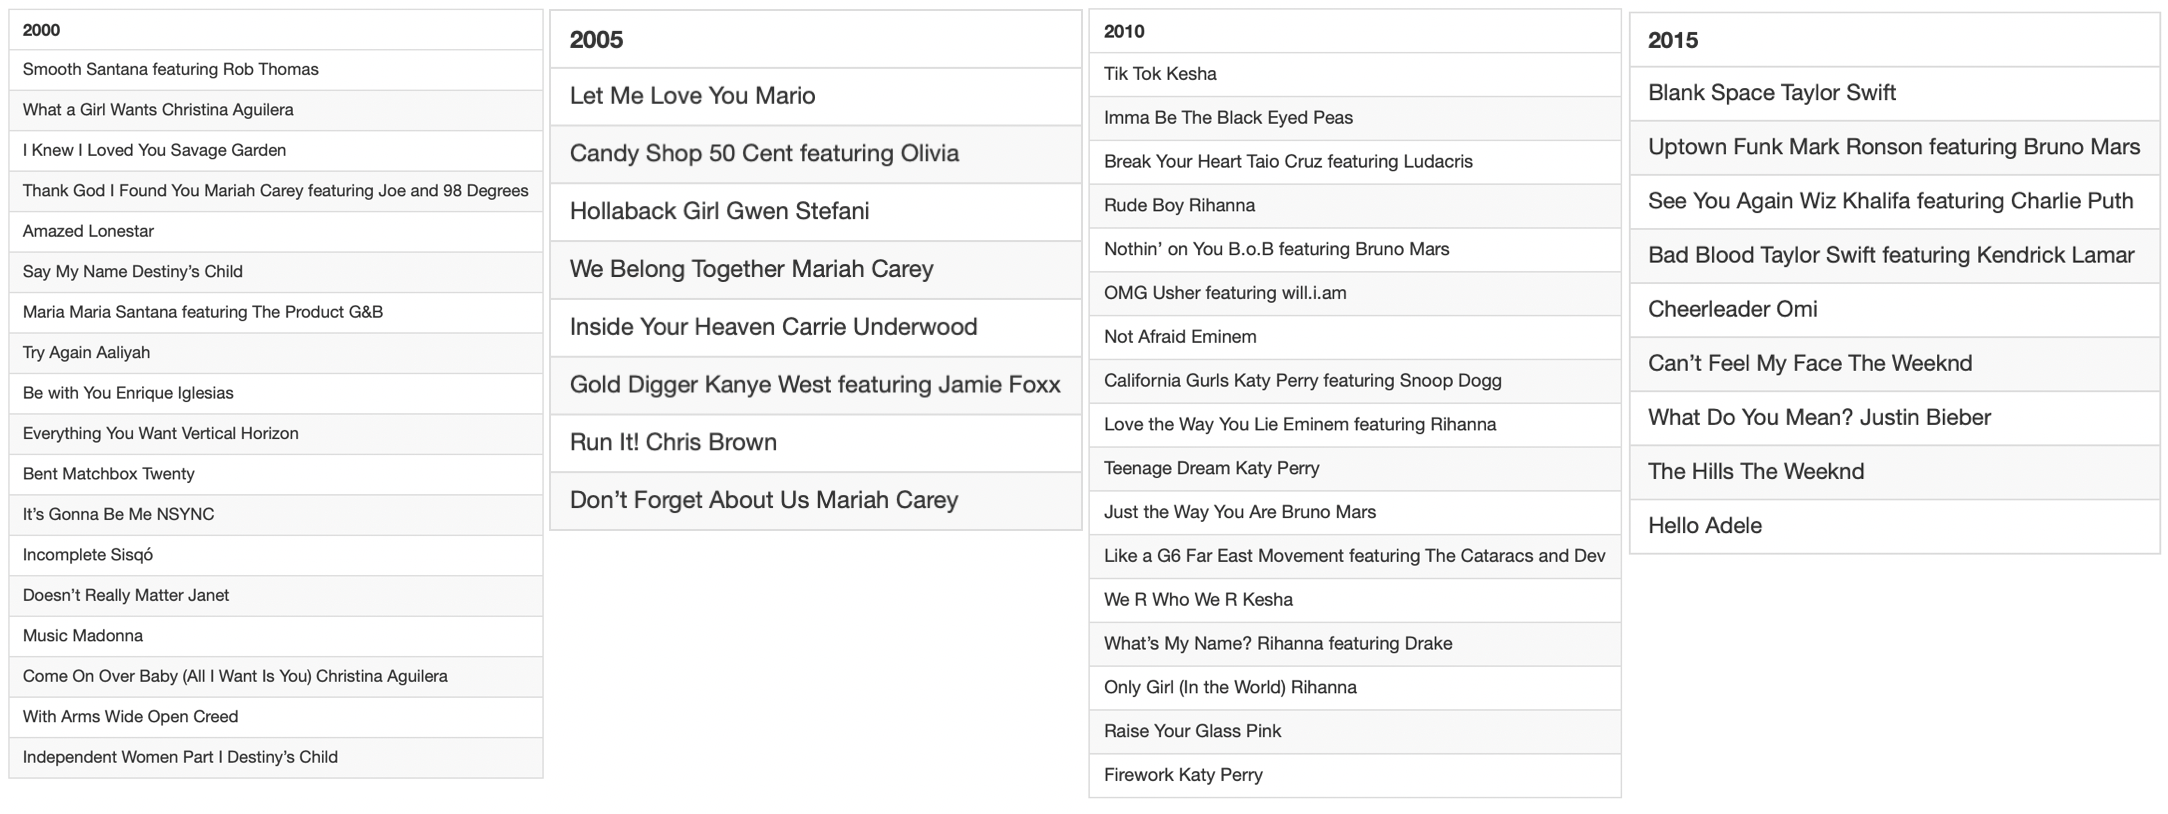 2000
Smooth Santana featuring Rob Thomas
What a Girl Wants Christina Aguilera
I Knew I Loved You Savage Garden
Thank God I Found You Mariah Carey featuring Joe and 98 Degrees
Amazed Lonestar
Say My Name Destiny’s Child
Maria Maria Santana featuring The Product G&B
Try Again Aaliyah
Be with You Enrique Iglesias
Everything You Want Vertical Horizon
Bent Matchbox Twenty
It’s Gonna Be Me NSYNC
Incomplete Sisqó
Doesn’t Really Matter Janet
Music Madonna
Come On Over Baby (All I Want Is You) Christina Aguilera
With Arms Wide Open Creed
Independent Women Part I Destiny’s Child
2005
Let Me Love You Mario
Candy Shop 50 Cent featuring Olivia
Hollaback Girl Gwen Stefani
We Belong Together Mariah Carey
Inside Your Heaven Carrie Underwood
Gold Digger Kanye West featuring Jamie Foxx
Run It! Chris Brown
Don’t Forget About Us Mariah Carey
2010
Tik Tok Kesha
Imma Be The Black Eyed Peas
Break Your Heart Taio Cruz featuring Ludacris
Rude Boy Rihanna
Nothin’ on You B.o.B featuring Bruno Mars
OMG Usher featuring will.i.am
Not Afraid Eminem
California Gurls Katy Perry featuring Snoop Dogg
Love the Way You Lie Eminem featuring Rihanna
Teenage Dream Katy Perry
Just the Way You Are Bruno Mars
Like a G6 Far East Movement featuring The Cataracs and Dev
We R Who We R Kesha
What’s My Name? Rihanna featuring Drake
Only Girl (In the World) Rihanna
Raise Your Glass Pink
Firework Katy Perry
2015
Blank Space Taylor Swift
Uptown Funk Mark Ronson featuring Bruno Mars
See You Again Wiz Khalifa featuring Charlie Puth
Bad Blood Taylor Swift featuring Kendrick Lamar
Cheerleader Omi
Can’t Feel My Face The Weeknd
What Do You Mean? Justin Bieber
The Hills The Weeknd
Hello Adele